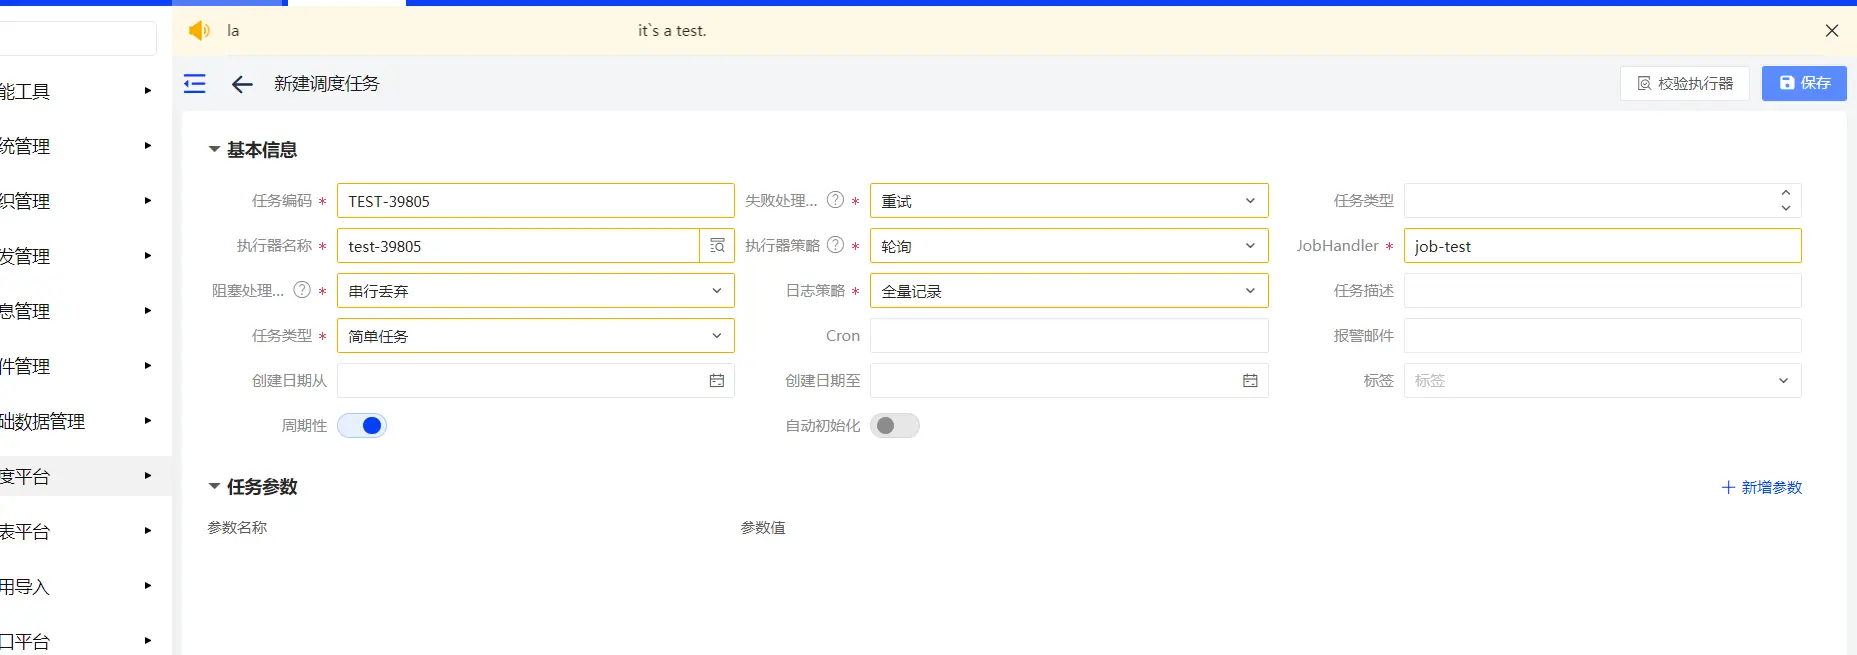 la it`s a test.
新建调度任务 校验执行器 保存
能工具
统管理
织管理
发管理
息管理
件管理
础数据管理
度平台
表平台
用导入
口平台
基本信息
任务编码 * TEST-39805 失败处理... ? * 重试 任务类型
执行器名称 * test-39805 执行器策略 ? * 轮询 JobHandler * job-test
阻塞处理... ? * 串行丢弃 日志策略 * 全量记录 任务描述
任务类型 * 简单任务 Cron 报警邮件
创建日期从 创建日期至 标签 标签
周期性 自动初始化
任务参数 + 新增参数
参数名称 参数值